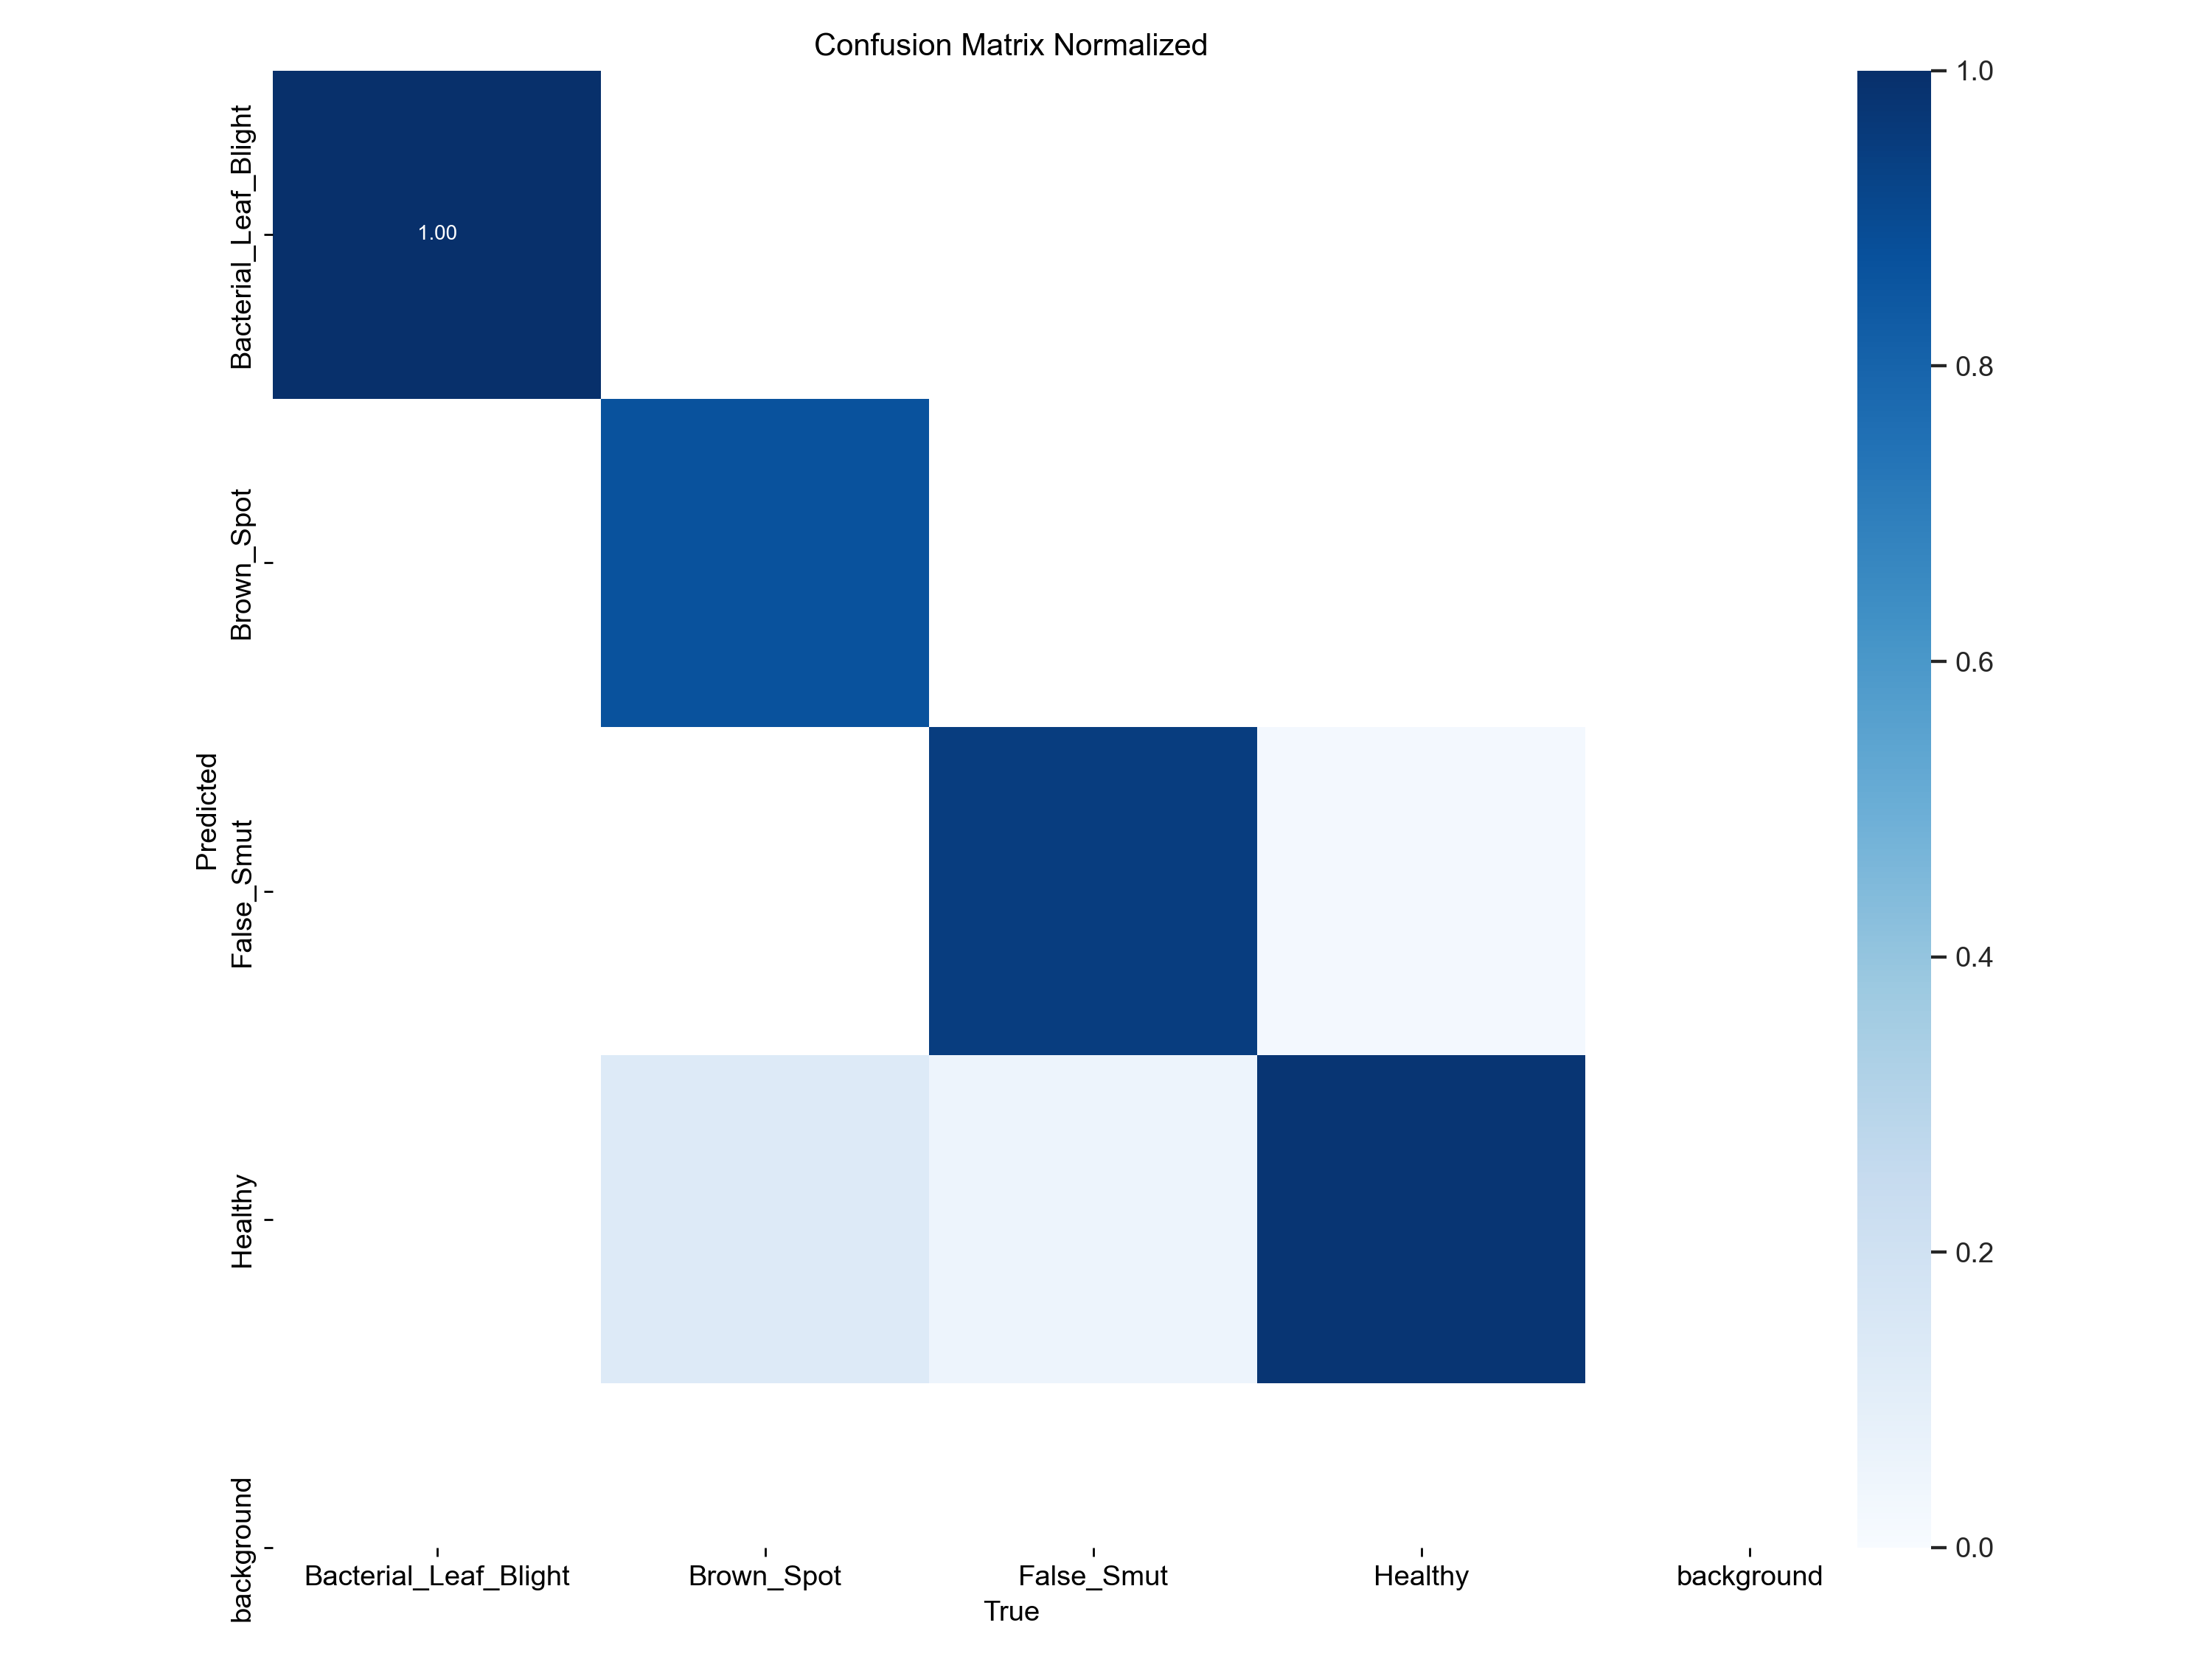 Confusion Matrix Normalized
Predicted
Bacterial_Leaf_Blight
Brown_Spot
False_Smut
Healthy
background
1.00
Bacterial_Leaf_Blight
Brown_Spot
False_Smut
Healthy
background
True
1.0
0.8
0.6
0.4
0.2
0.0